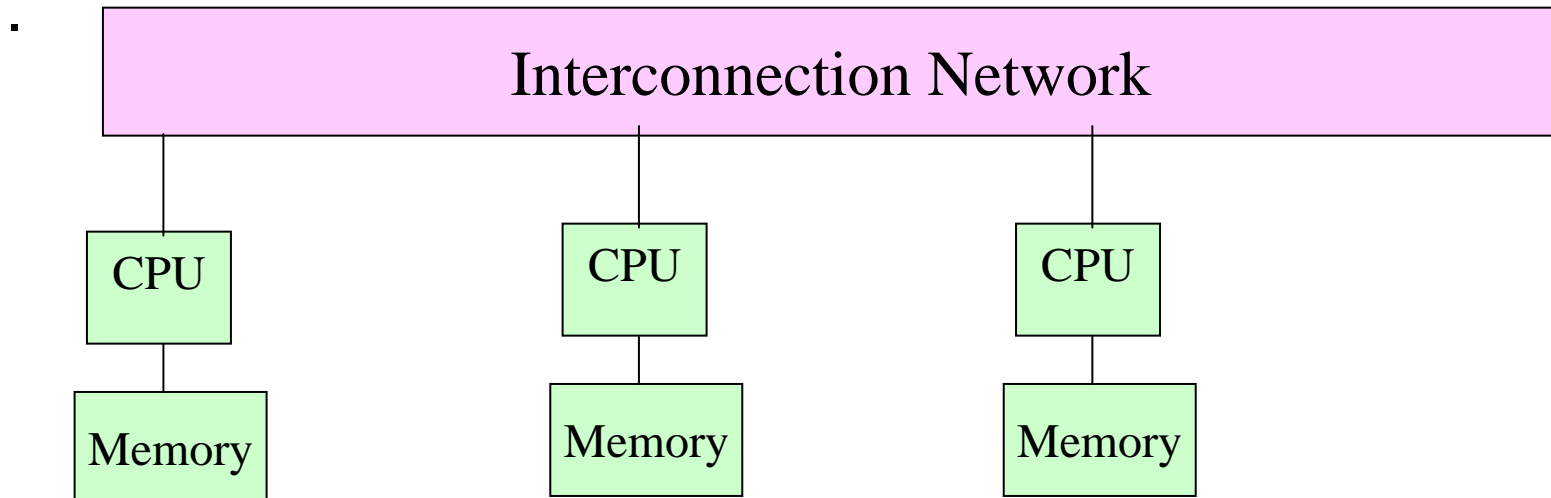 Interconnection Network
CPU
CPU
CPU
Memory
Memory
Memory